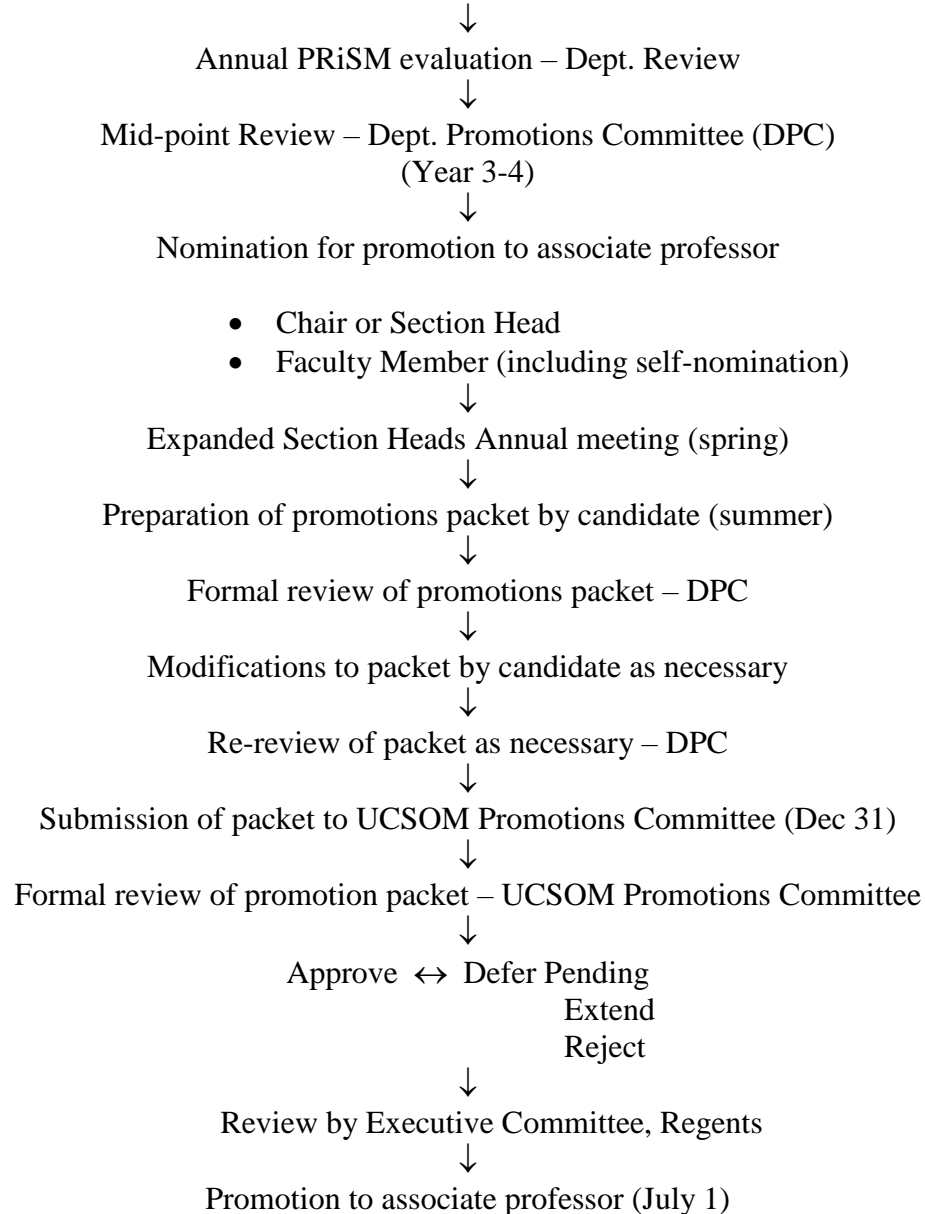 ↓
Annual PRiSM evaluation – Dept. Review
↓
Mid-point Review – Dept. Promotions Committee (DPC)
(Year 3-4)
↓
Nomination for promotion to associate professor
• Chair or Section Head
• Faculty Member (including self-nomination)
↓
Expanded Section Heads Annual meeting (spring)
↓
Preparation of promotions packet by candidate (summer)
↓
Formal review of promotions packet – DPC
↓
Modifications to packet by candidate as necessary
↓
Re-review of packet as necessary – DPC
↓
Submission of packet to UCSOM Promotions Committee (Dec 31)
↓
Formal review of promotion packet – UCSOM Promotions Committee
↓
Approve ↔ Defer Pending
Extend
Reject
↓
Review by Executive Committee, Regents
↓
Promotion to associate professor (July 1)